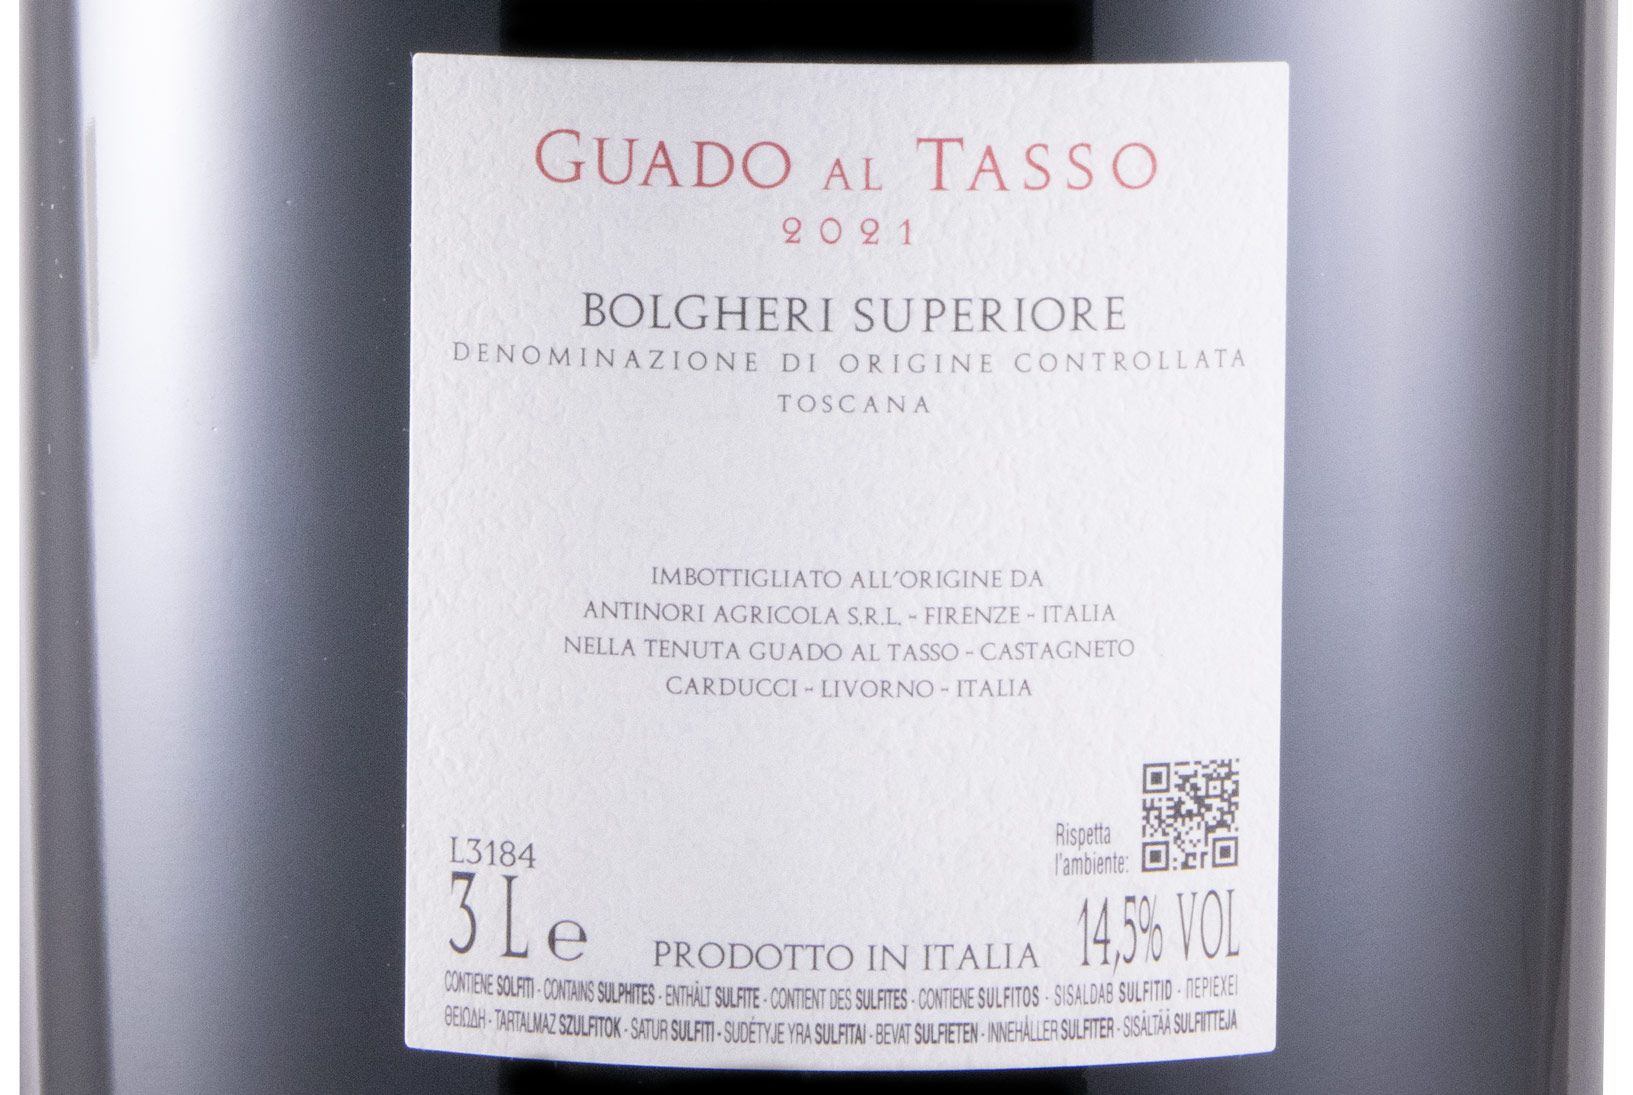 GUADO AL TASSO
2021
BOLGHERI SUPERIORE
DENOMINAZIONE DI ORIGINE CONTROLLATA
TOSCANA
IMBOTTIGLIATO ALL'ORIGINE DA
ANTINORI AGRICOLA S.R.L. - FIRENZE - ITALIA
NELLA TENUTA GUADO AL TASSO - CASTAGNETO
CARDUCCI - LIVORNO - ITALIA
Rispetta
l'ambiente:
L3184
3 L e
PRODOTTO IN ITALIA
14,5% VOL
CONTIENE SOLFITI - CONTAINS SULPHITES - ENTHÄLT SULFITE - CONTIENT DES SULFITES - CONTIENE SULFITOS - SISALDAB SULFITID - ΠΕΡΙΕΧΕΙ
ΘΕΙΩΔΗ - TARTALMAZ SZULFITOK - SATUR SULFITI - SUDĖTYJE YRA SULFITAI - BEVAT SULFIETEN - INNEHÅLLER SULFITER - SISÄLTÄÄ SULFIITTEJA